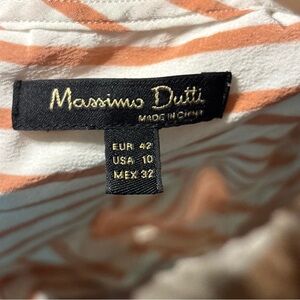 Massimo Dutti
MADE IN CHINA
EUR 42
USA 10
MEX 32